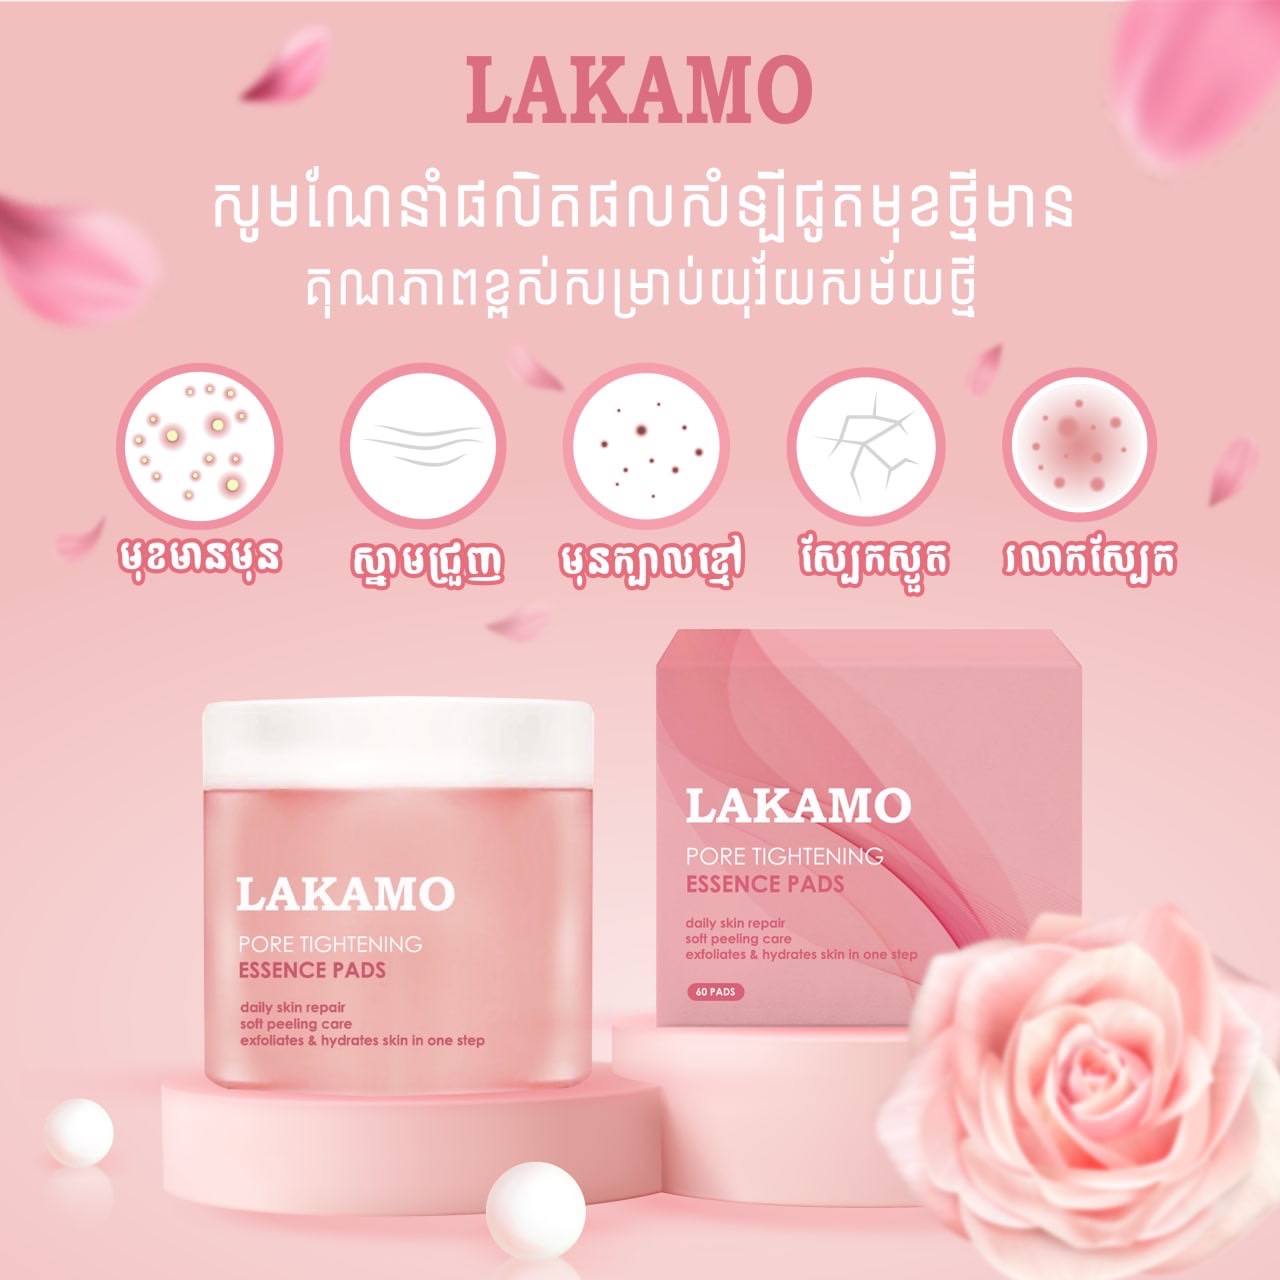 LAKAMO
សូមណែនាំផលិតផលសំឡីជូតមុខថ្មីមាន
គុណភាពខ្ពស់សម្រាប់យុវ័យសម័យថ្មី
មុខមានមុន
ស្នាមជ្រួញ
មុនក្បាលខ្មៅ
ស្បែកស្ងួត
រលាកស្បែក
LAKAMO
PORE TIGHTENING
ESSENCE PADS
daily skin repair
soft peeling care
exfoliates & hydrates skin in one step
60 PADS
LAKAMO
PORE TIGHTENING
ESSENCE PADS
daily skin repair
soft peeling care
exfoliates & hydrates skin in one step